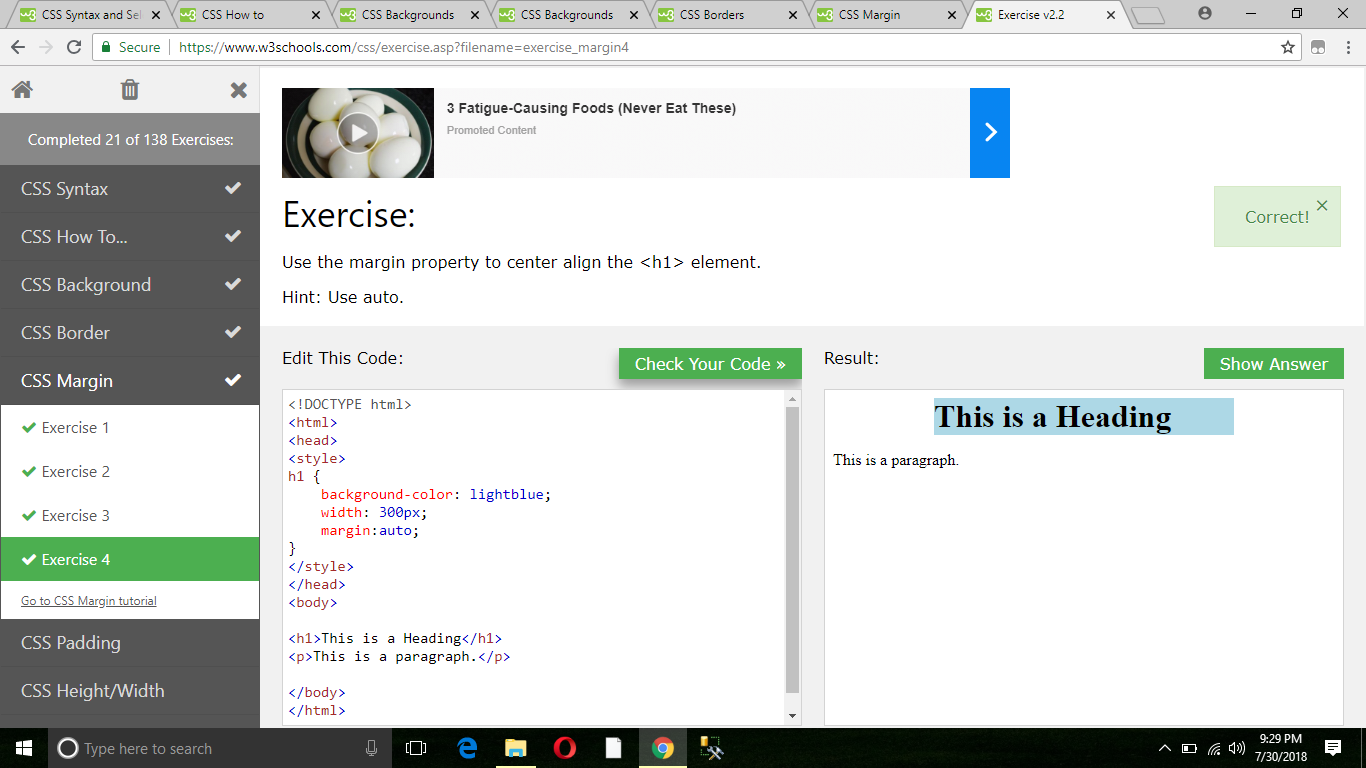 CSS Syntax and Sel
CSS How to
CSS Backgrounds
CSS Backgrounds
CSS Borders
CSS Margin
Exercise v2.2
Secure
https://www.w3schools.com/css/exercise.asp?filename=exercise_margin4
Completed 21 of 138 Exercises:
CSS Syntax
CSS How To...
CSS Background
CSS Border
CSS Margin
Exercise 1
Exercise 2
Exercise 3
Exercise 4
Go to CSS Margin tutorial
CSS Padding
CSS Height/Width
3 Fatigue-Causing Foods (Never Eat These)
Promoted Content
Exercise:
Correct!
Use the margin property to center align the <h1> element.
Hint: Use auto.
Edit This Code:
Check Your Code »
<!DOCTYPE html>
<html>
<head>
<style>
h1 {
    background-color: lightblue;
    width: 300px;
    margin:auto;
}
</style>
</head>
<body>
<h1>This is a Heading</h1>
<p>This is a paragraph.</p>
</body>
</html>
Result:
Show Answer
This is a Heading
This is a paragraph.
Type here to search
9:29 PM
7/30/2018